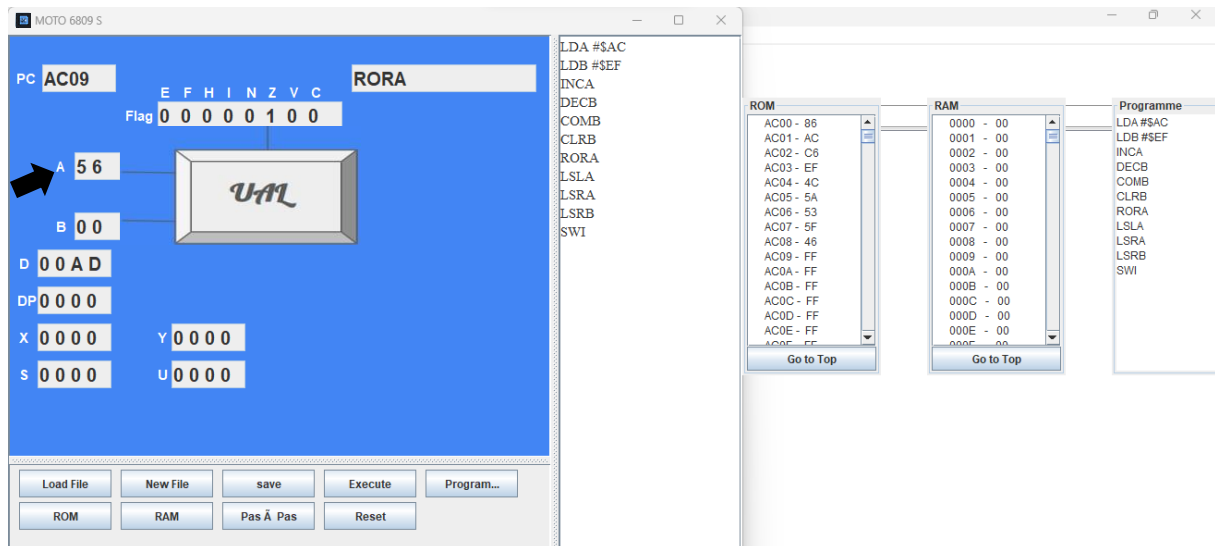 MOTO 6809 S
PC AC09
RORA
E F H I N Z V C
Flag 0 0 0 0 0 1 0 0
A 5 6
UAL
B 0 0
D 0 0 A D
DP 0 0 0 0
X 0 0 0 0
Y 0 0 0 0
S 0 0 0 0
U 0 0 0 0
Load File
New File
save
Execute
Program...
ROM
RAM
Pas Ã Pas
Reset
LDA #$AC
LDB #$EF
INCA
DECB
COMB
CLRB
RORA
LSLA
LSRA
LSRB
SWI
ROM
AC00 - 86
AC01 - AC
AC02 - C6
AC03 - EF
AC04 - 4C
AC05 - 5A
AC06 - 53
AC07 - 5F
AC08 - 46
AC09 - FF
AC0A - FF
AC0B - FF
AC0C - FF
AC0D - FF
AC0E - FF
Go to Top
RAM
0000 - 00
0001 - 00
0002 - 00
0003 - 00
0004 - 00
0005 - 00
0006 - 00
0007 - 00
0008 - 00
0009 - 00
000A - 00
000B - 00
000C - 00
000D - 00
000E - 00
Go to Top
Programme
LDA #$AC
LDB #$EF
INCA
DECB
COMB
CLRB
RORA
LSLA
LSRA
LSRB
SWI